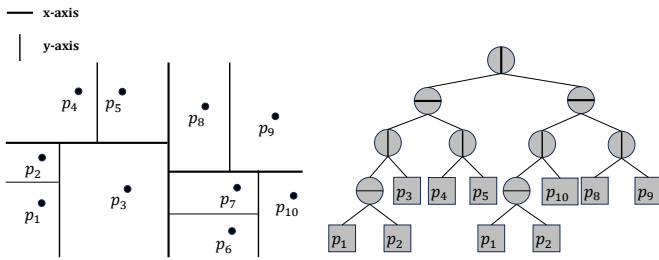 x-axis
y-axis
p4 p5
p8
p9
p2
p1
p3
p7
p10
p6
p3 p4 p5 p10 p8 p9
p1 p2 p1 p2